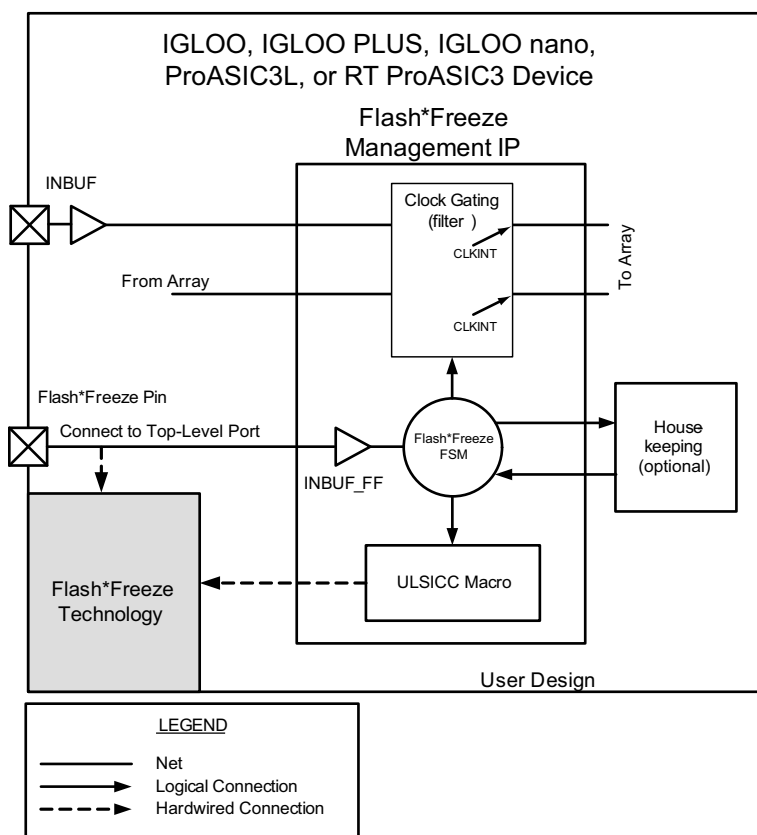 IGLOO, IGLOO PLUS, IGLOO nano,
ProASIC3L, or RT ProASIC3 Device
Flash*Freeze
Management IP
INBUF
Clock Gating
(filter )
CLKINT
To Array
From Array
CLKINT
Flash*Freeze Pin
Connect to Top-Level Port
INBUF_FF
Flash*Freeze
FSM
House
keeping
(optional)
ULSICC Macro
Flash*Freeze
Technology
User Design
LEGEND
Net
Logical Connection
Hardwired Connection